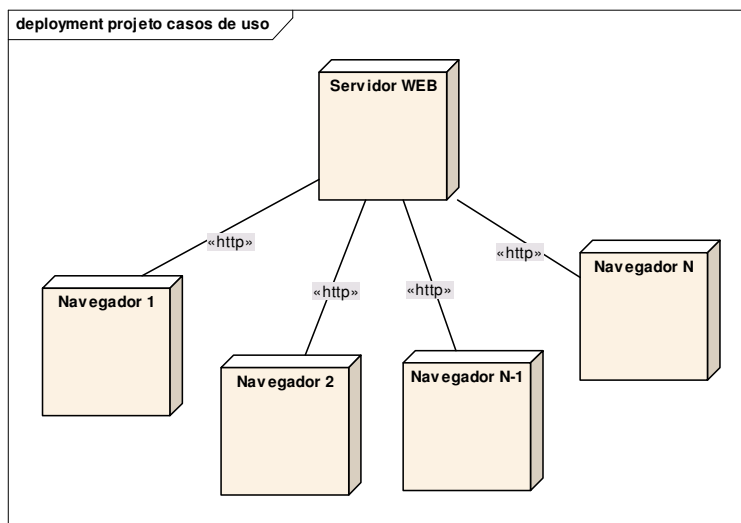 deployment projeto casos de uso
Servidor WEB
«http»
«http»
«http»
«http»
Navegador 1
Navegador 2
Navegador N-1
Navegador N